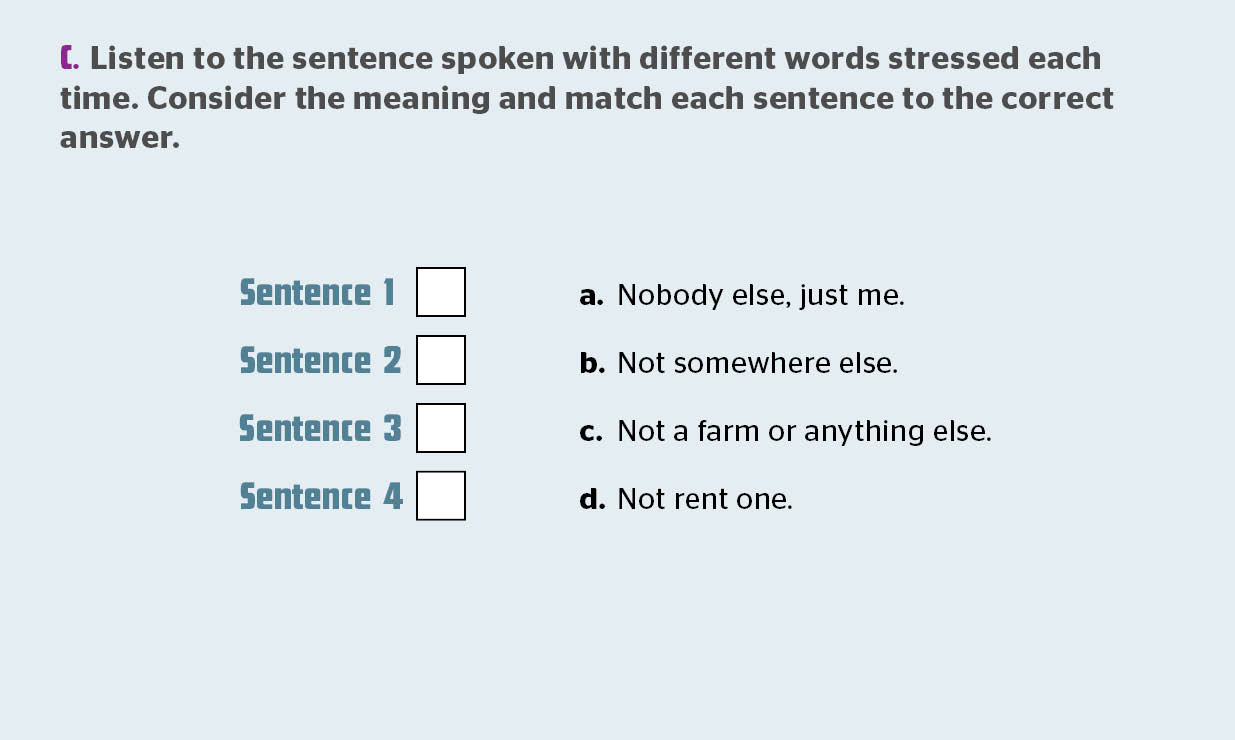 C. Listen to the sentence spoken with different words stressed each
time. Consider the meaning and match each sentence to the correct
answer.
Sentence 1 a. Nobody else, just me.
Sentence 2 b. Not somewhere else.
Sentence 3 c. Not a farm or anything else.
Sentence 4 d. Not rent one.